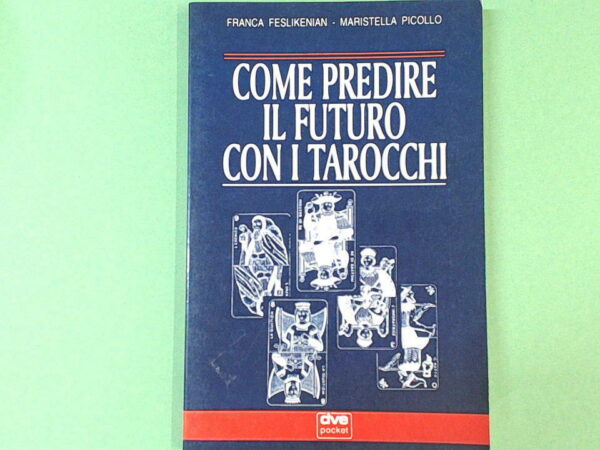 FRANCA FESLIKENIAN - MARISTELLA PICOLLO
COME PREDIRE
IL FUTURO
CON I TAROCCHI
dve
pocket